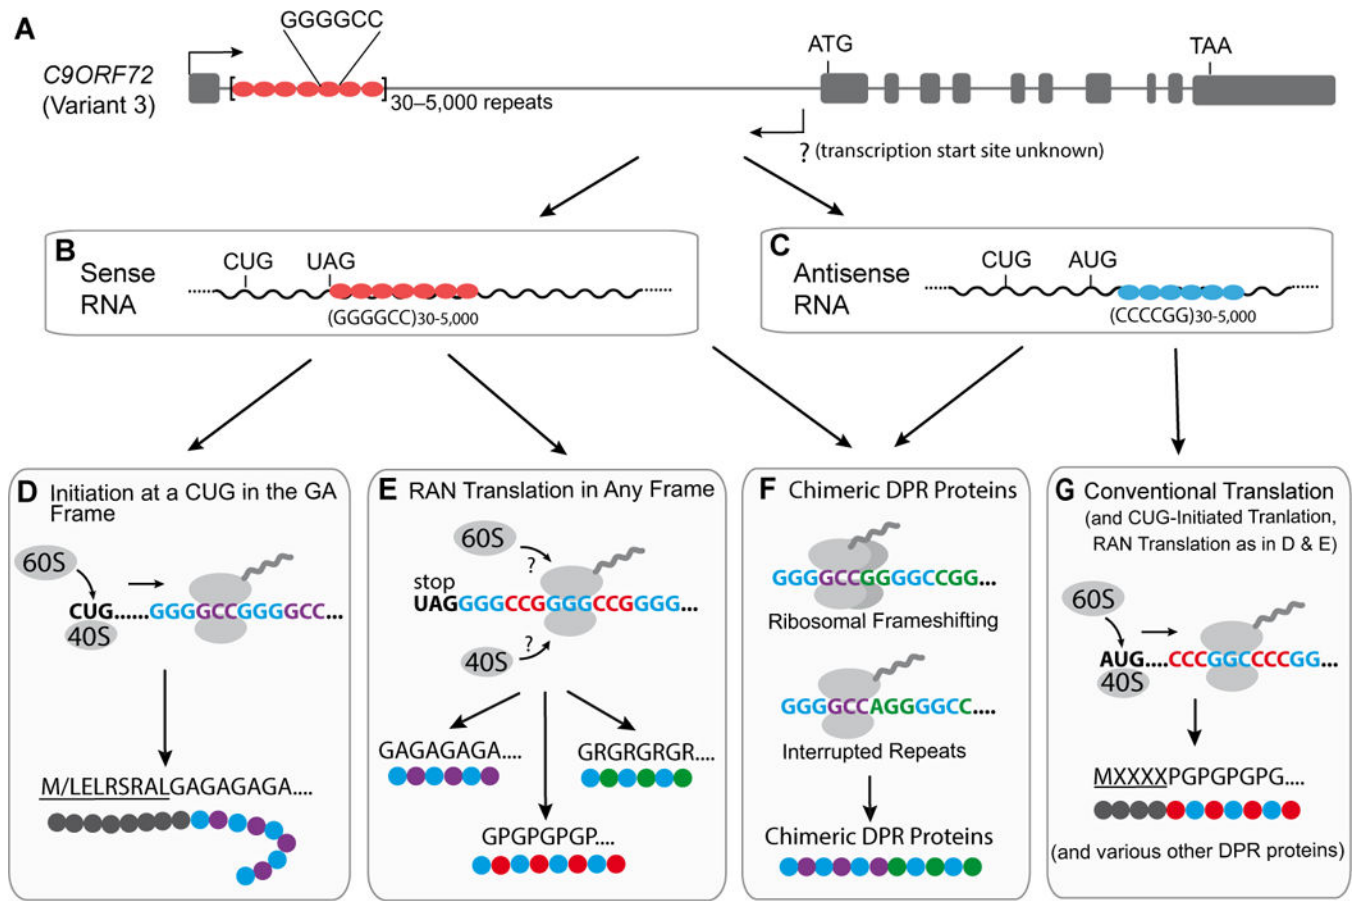 A
GGGGCC
C9ORF72
(Variant 3)
30–5,000 repeats
ATG
TAA
? (transcription start site unknown)
B
Sense
RNA
CUG
UAG
(GGGGCC)30-5,000
C
Antisense
RNA
CUG
AUG
(CCCCGG)30-5,000
D Initiation at a CUG in the GA
Frame
60S
CUG......GGGGCCGGGGCC...
40S
M/LELRSRALGAGAGAGA....
E RAN Translation in Any Frame
60S
?
stop
UAGGGGCCGGGGCCGGGG...
?
40S
GAGAGAGA....
GRGRGRGR....
GPGPGPGP....
F Chimeric DPR Proteins
GGGGCCGGGGCCGG...
Ribosomal Frameshifting
GGGGCCAGGGGCC....
Interrupted Repeats
Chimeric DPR Proteins
G Conventional Translation
(and CUG-Initiated Tranlation,
RAN Translation as in D & E)
60S
AUG....CCCGGCCCCGG...
40S
MXXXXPGPGPGPG....
(and various other DPR proteins)